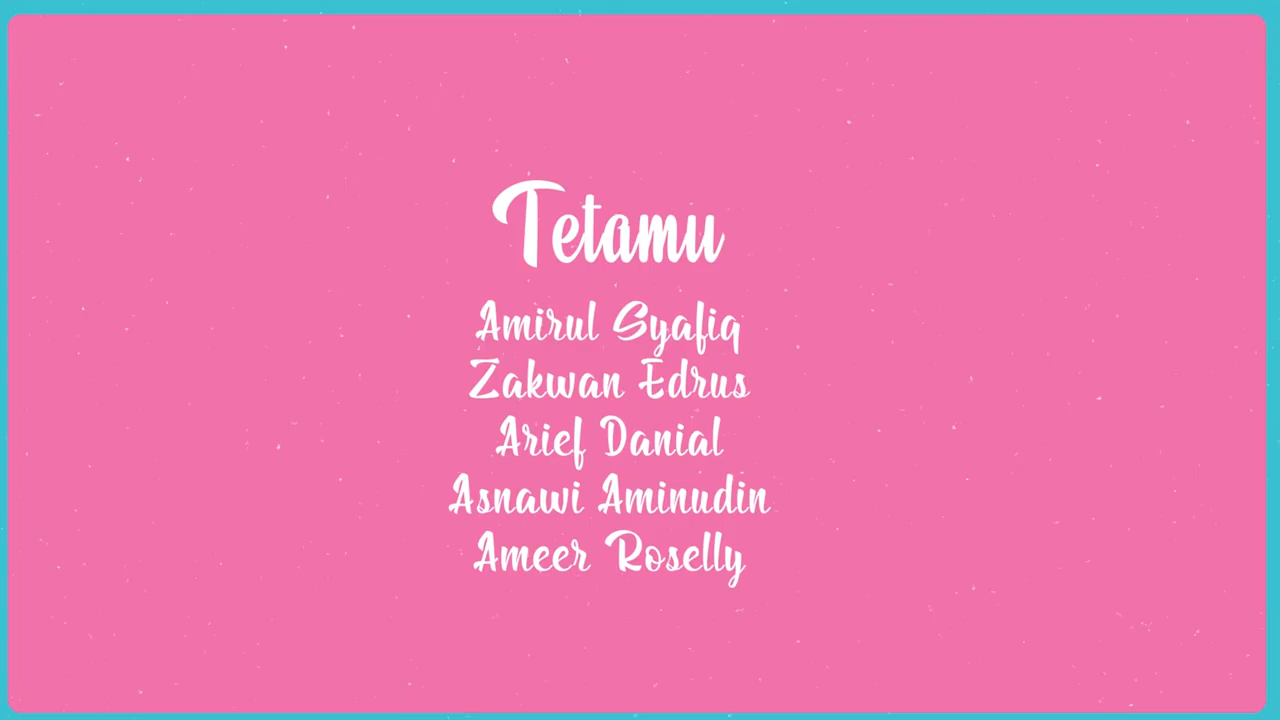 Tetamu
Amirul Syafiq
Zakwan Edrus
Arief Danial
Asnawi Aminudin
Ameer Roselly